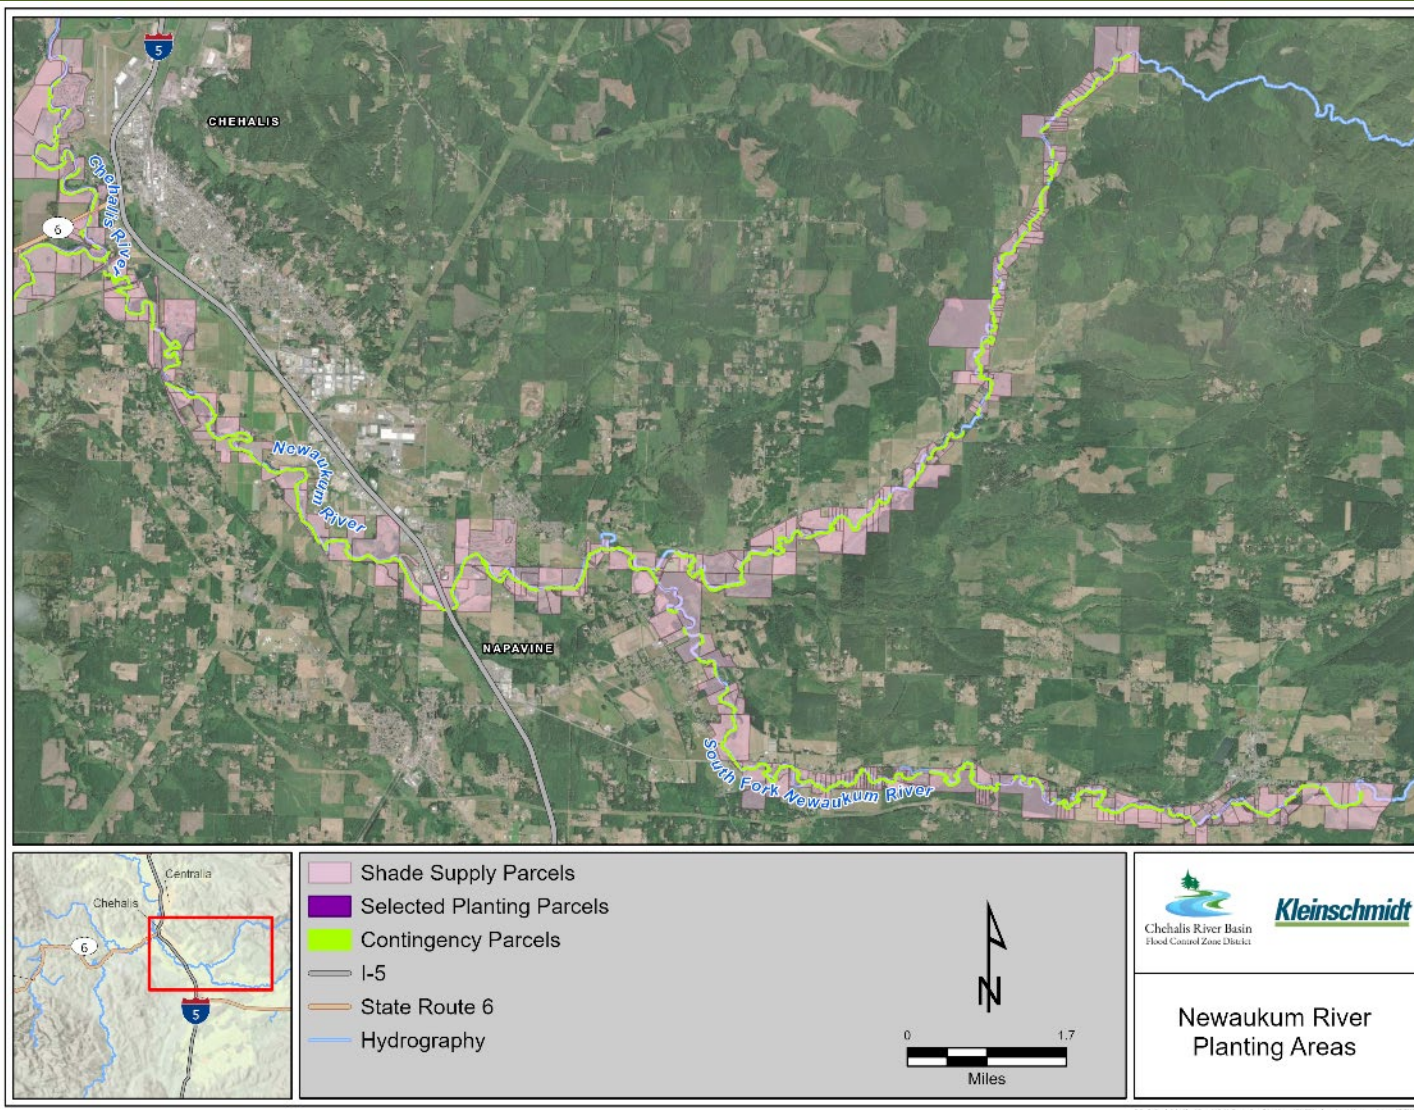 5
CHEHALIS
Chehalis River
6
Newaukum River
NAPAVINE
South Fork Newaukum River
Centralia
Chehalis
6
5
Shade Supply Parcels
Selected Planting Parcels
Contingency Parcels
I-5
State Route 6
Hydrography
N
0 1.7
Miles
Chehalis River Basin
Flood Control Zone District
Kleinschmidt
Newaukum River
Planting Areas